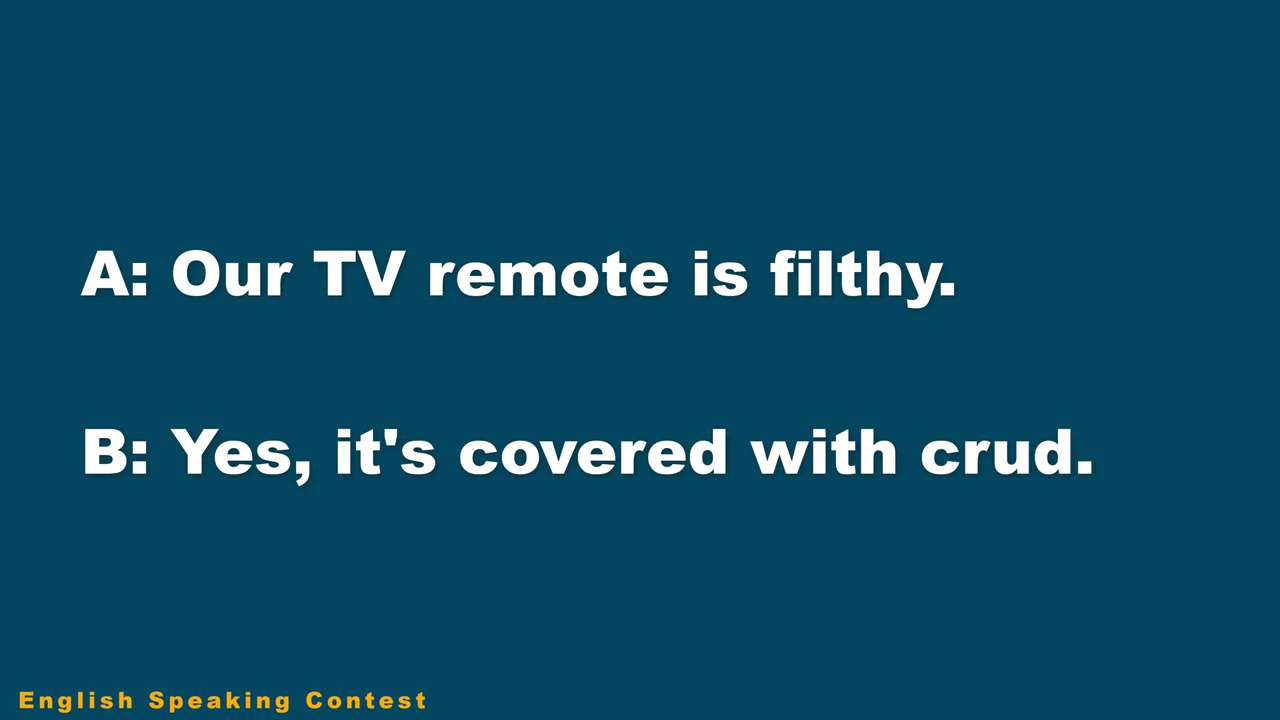 A: Our TV remote is filthy.
B: Yes, it's covered with crud.
English Speaking Contest